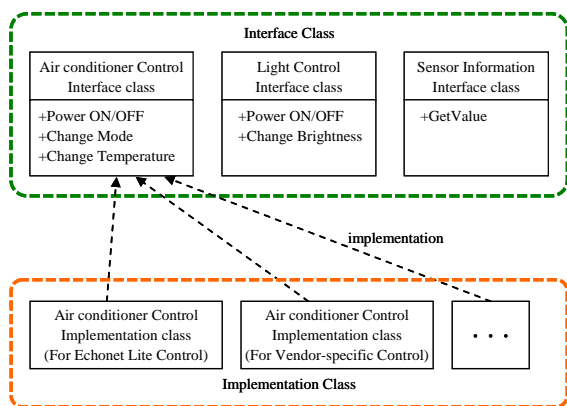 Interface Class
Air conditioner Control
Interface class
+Power ON/OFF
+Change Mode
+Change Temperature
Light Control
Interface class
+Power ON/OFF
+Change Brightness
Sensor Information
Interface class
+GetValue
implementation
Air conditioner Control
Implementation class
(For Echonet Lite Control)
Air conditioner Control
Implementation class
(For Vendor-specific Control)
・・・
Implementation Class